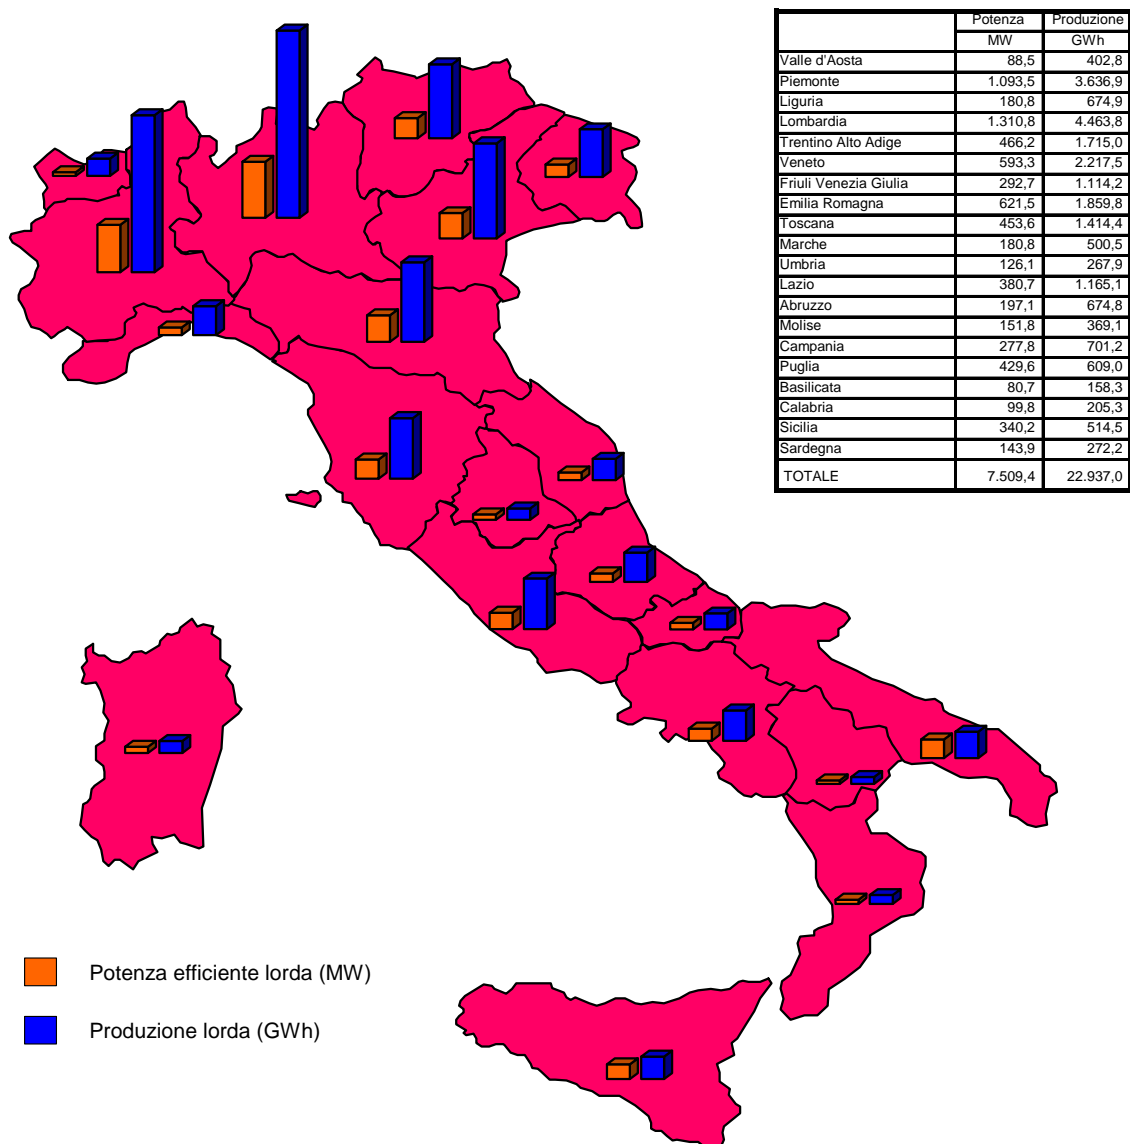 Potenza Produzione
MW GWh
Valle d'Aosta 88,5 402,8
Piemonte 1.093,5 3.636,9
Liguria 180,8 674,9
Lombardia 1.310,8 4.463,8
Trentino Alto Adige 466,2 1.715,0
Veneto 593,3 2.217,5
Friuli Venezia Giulia 292,7 1.114,2
Emilia Romagna 621,5 1.859,8
Toscana 453,6 1.414,4
Marche 180,8 500,5
Umbria 126,1 267,9
Lazio 380,7 1.165,1
Abruzzo 197,1 674,8
Molise 151,8 369,1
Campania 277,8 701,2
Puglia 429,6 609,0
Basilicata 80,7 158,3
Calabria 99,8 205,3
Sicilia 340,2 514,5
Sardegna 143,9 272,2
TOTALE 7.509,4 22.937,0
Potenza efficiente lorda (MW)
Produzione lorda (GWh)